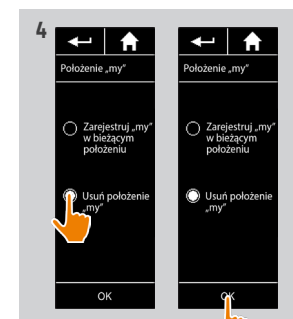 4
Położenie „my”
Zarejestruj „my”
w bieżącym
położeniu
Usuń położenie
„my”
OK
Położenie „my”
Zarejestruj „my”
w bieżącym
położeniu
Usuń położenie
„my”
OK